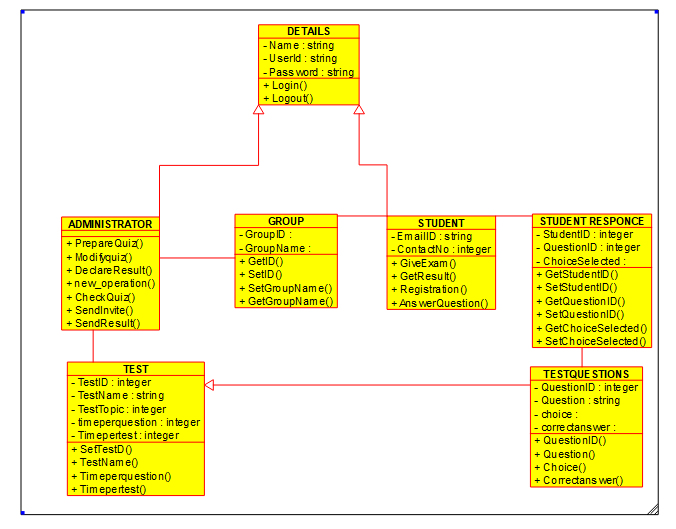 DETAILS
- Name : string
- UserId : string
- Password : string
+ Login()
+ Logout()
ADMINISTRATOR
+ PrepareQuiz()
+ Modifyquiz()
+ DeclareResult()
+ new_operation()
+ CheckQuiz()
+ SendInvite()
+ SendResult()
GROUP
- GroupID :
- GroupName :
+ GetID()
+ SetID()
+ SetGroupName()
+ GetGroupName()
STUDENT
- EmailID : string
- ContactNo : integer
+ GiveExam()
+ GetResult()
+ Registration()
+ AnswerQuestion()
STUDENT RESPONCE
- StudentID : integer
- QuestionID : integer
- ChoiceSelected :
+ GetStudentID()
+ SetStudentID()
+ GetQuestionID()
+ SetQuestionID()
+ GetChoiceSelected()
+ SetChoiceSelected()
TEST
- TestID : integer
- TestName : string
- TestTopic : integer
- timeperquestion : integer
- Timepertest : integer
+ SetTestD()
+ TestName()
+ Timeperquestion()
+ Timepertest()
TESTQUESTIONS
- QuestionID : integer
- Question : string
- choice :
- correctanswer :
+ QuestionID()
+ Question()
+ Choice()
+ Correctanswer()